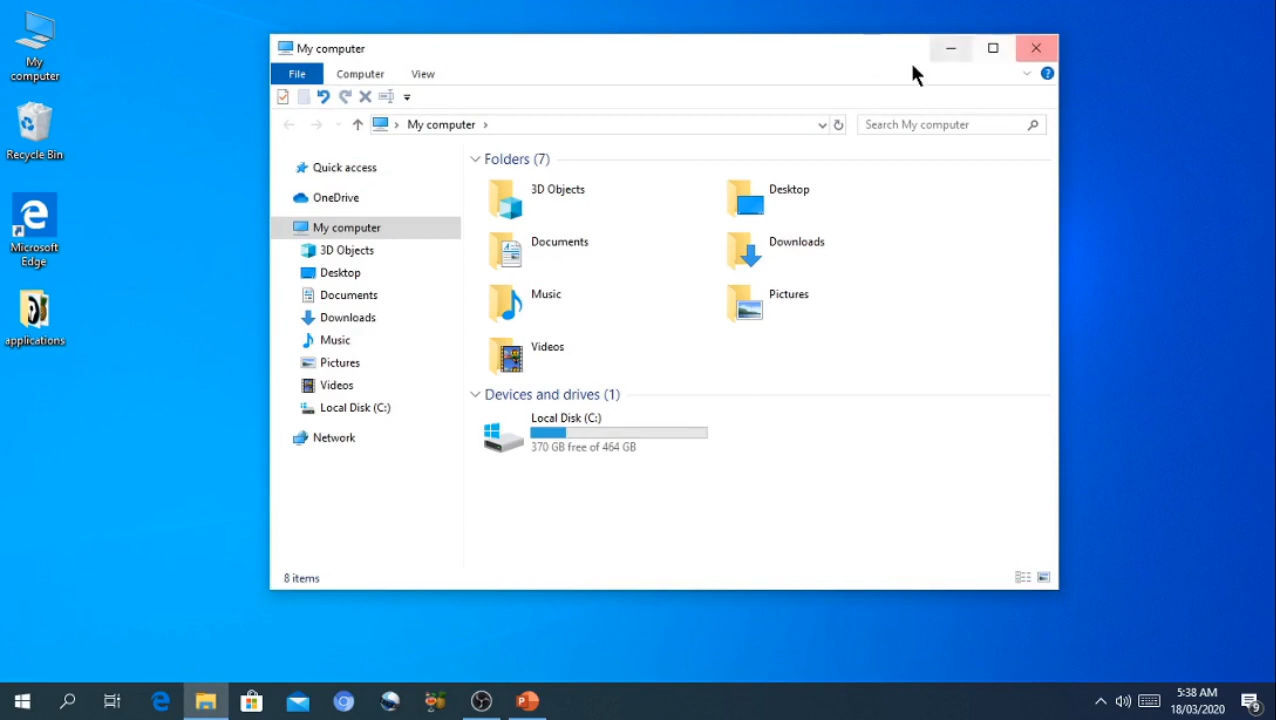 My computer
Recycle Bin
Microsoft Edge
applications
My computer
File Computer View
My computer
Search My computer
Quick access
OneDrive
My computer
3D Objects
Desktop
Documents
Downloads
Music
Pictures
Videos
Local Disk (C:)
Network
Folders (7)
3D Objects
Desktop
Documents
Downloads
Music
Pictures
Videos
Devices and drives (1)
Local Disk (C:)
370 GB free of 464 GB
8 items
5:38 AM
18/03/2020
9